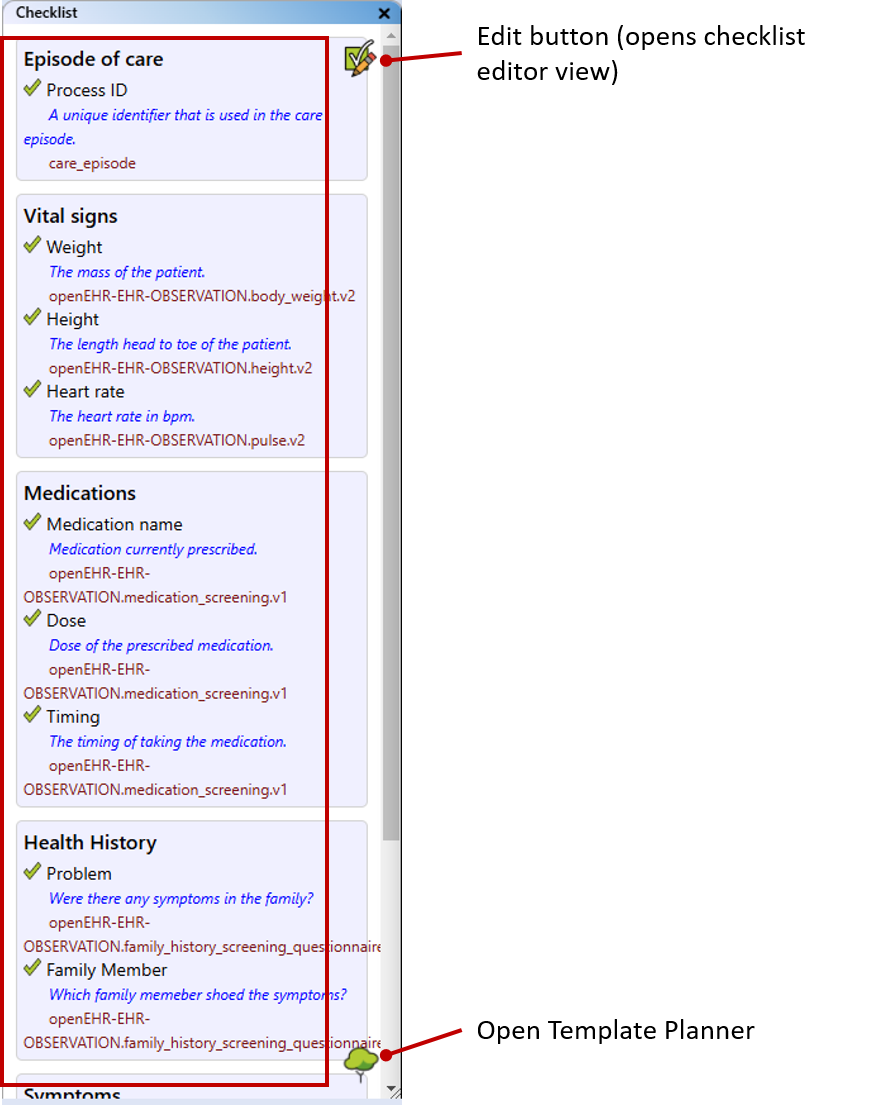 Checklist
Edit button (opens checklist
editor view)
Episode of care
Process ID
A unique identifier that is used in the care
episode.
care_episode
Vital signs
Weight
The mass of the patient.
openEHR-EHR-OBSERVATION.body_weight.v2
Height
The length head to toe of the patient.
openEHR-EHR-OBSERVATION.height.v2
Heart rate
The heart rate in bpm.
openEHR-EHR-OBSERVATION.pulse.v2
Medications
Medication name
Medication currently prescribed.
openEHR-EHR-
OBSERVATION.medication_screening.v1
Dose
Dose of the prescribed medication.
openEHR-EHR-
OBSERVATION.medication_screening.v1
Timing
The timing of taking the medication.
openEHR-EHR-
OBSERVATION.medication_screening.v1
Health History
Problem
Were there any symptoms in the family?
openEHR-EHR-
OBSERVATION.family_history_screening_questionnaire
Family Member
Which family memeber shoed the symptoms?
openEHR-EHR-
OBSERVATION.family_history_screening_questionnaire
Open Template Planner
Symptoms